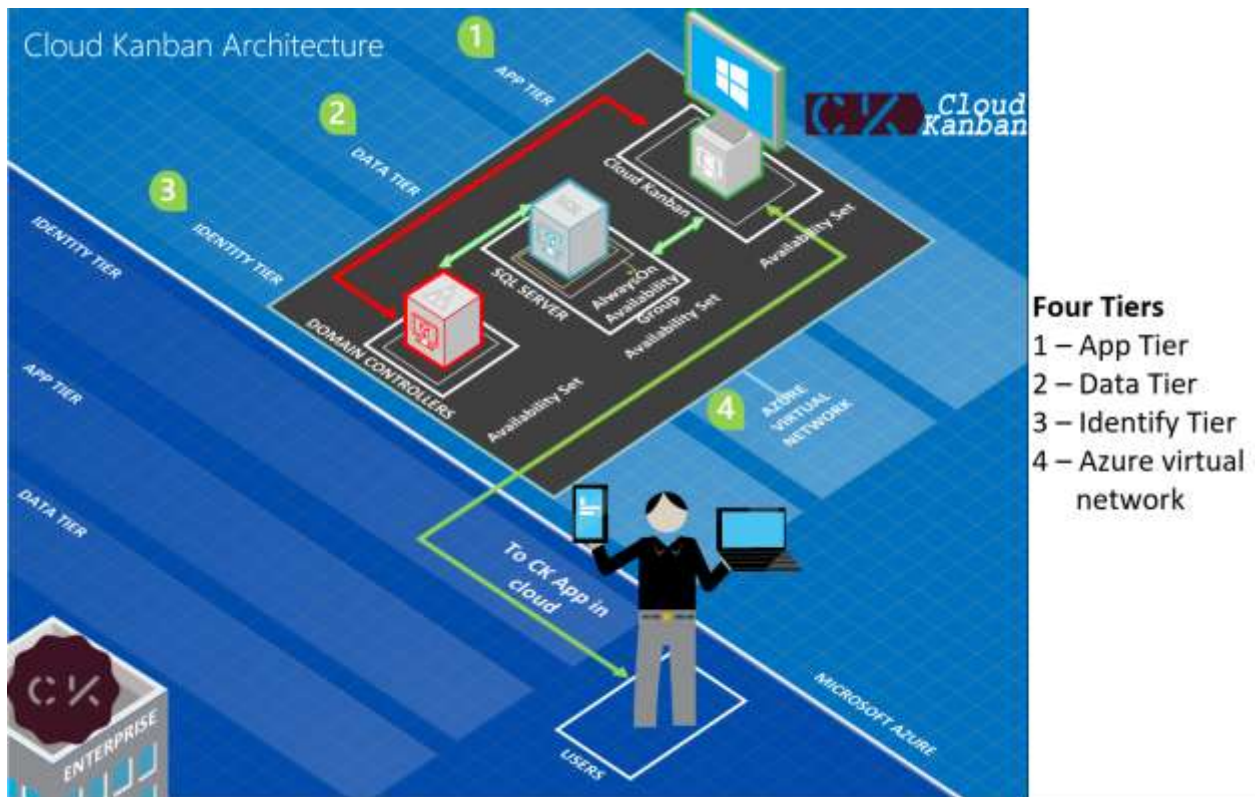 Cloud Kanban Architecture
1
APP TIER
2
DATA TIER
3
IDENTITY TIER
CK Cloud
Kanban
Cloud Kanban
Availability Set
SQL
SQL SERVER
AlwaysOn
Availability
Group
Availability Set
DOMAIN CONTROLLERS
Availability Set
4
AZURE
VIRTUAL
NETWORK
IDENTITY TIER
APP TIER
DATA TIER
To CK App in
cloud
MICROSOFT AZURE
USERS
CK
ENTERPRISE
Four Tiers
1 – App Tier
2 – Data Tier
3 – Identify Tier
4 – Azure virtual
network